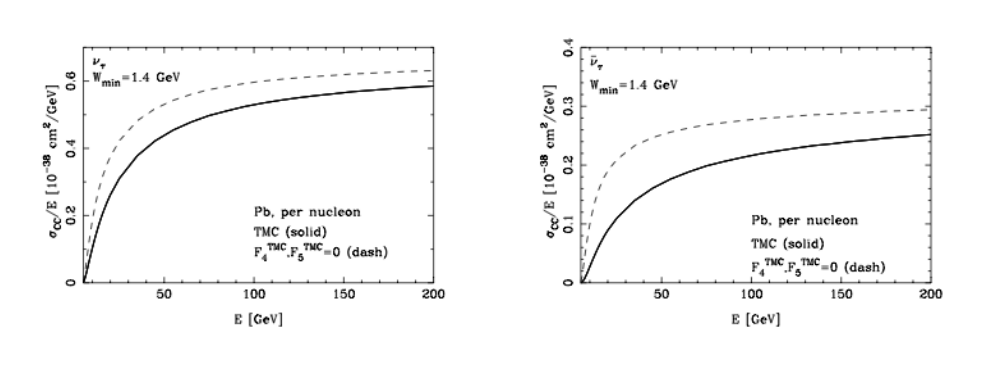 ν_τ
W_min=1.4 GeV
σ_CC/E [10^-38 cm^2/GeV]
0.6
0.4
0.2
0
Pb, per nucleon
TMC (solid)
F_4^TMC,F_5^TMC=0 (dash)
50
100
150
200
E [GeV]
ν̄_τ
W_min=1.4 GeV
σ_CC/E [10^-38 cm^2/GeV]
0.4
0.3
0.2
0.1
0
Pb, per nucleon
TMC (solid)
F_4^TMC,F_5^TMC=0 (dash)
50
100
150
200
E [GeV]